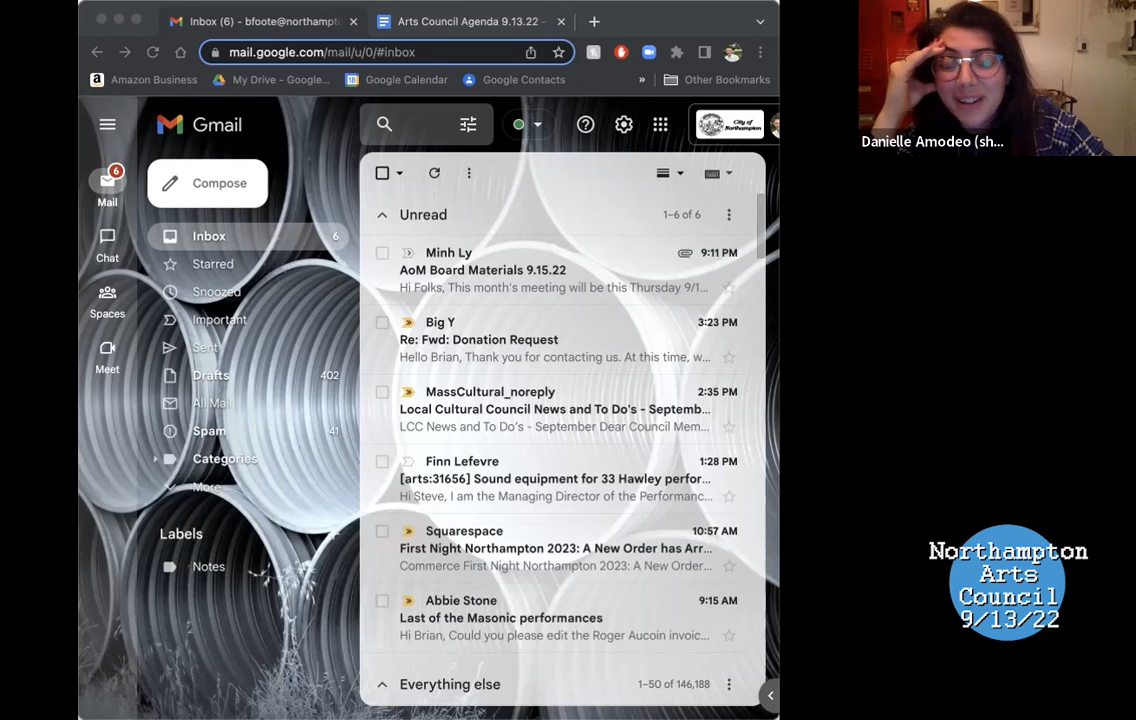 Inbox (6) - bfoote@northampto
Arts Council Agenda 9.13.22 -
mail.google.com/mail/u/0/#inbox
Amazon Business
My Drive - Google...
Google Calendar
Google Contacts
»
Other Bookmarks
Gmail
City of
Northampton
6
Mail
Compose
Chat
Spaces
Meet
Inbox 6
Starred
Snoozed
Important
Sent
Drafts 402
All Mail
Spam 41
Categories
More
Labels
Notes
Unread 1–6 of 6
Minh Ly 9:11 PM
AoM Board Materials 9.15.22
Hi Folks, This month's meeting will be this Thursday 9/1...
Big Y 3:23 PM
Re: Fwd: Donation Request
Hello Brian, Thank you for contacting us. At this time, w...
MassCultural_noreply 2:35 PM
Local Cultural Council News and To Do's - Septemb...
LCC News and To Do's - September Dear Council Mem...
Finn Lefevre 1:28 PM
[arts:31656] Sound equipment for 33 Hawley perfor...
Hi Steve, I am the Managing Director of the Performanc...
Squarespace 10:57 AM
First Night Northampton 2023: A New Order has Arr...
Commerce First Night Northampton 2023: A New Order...
Abbie Stone 9:15 AM
Last of the Masonic performances
Hi Brian, Could you please edit the Roger Aucoin invoic...
Everything else 1–50 of 146,188
Danielle Amodeo (sh...
Northampton
Arts
Council
9/13/22